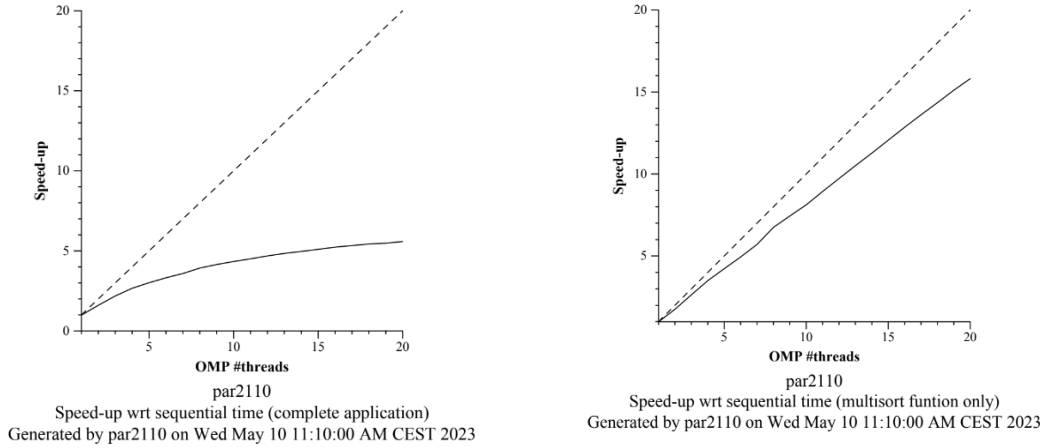 20
15
10
5
0
Speed-up
5
10
15
20
OMP #threads
par2110
Speed-up wrt sequential time (complete application)
Generated by par2110 on Wed May 10 11:10:00 AM CEST 2023
20
15
10
5
Speed-up
5
10
15
20
OMP #threads
par2110
Speed-up wrt sequential time (multisort funtion only)
Generated by par2110 on Wed May 10 11:10:00 AM CEST 2023